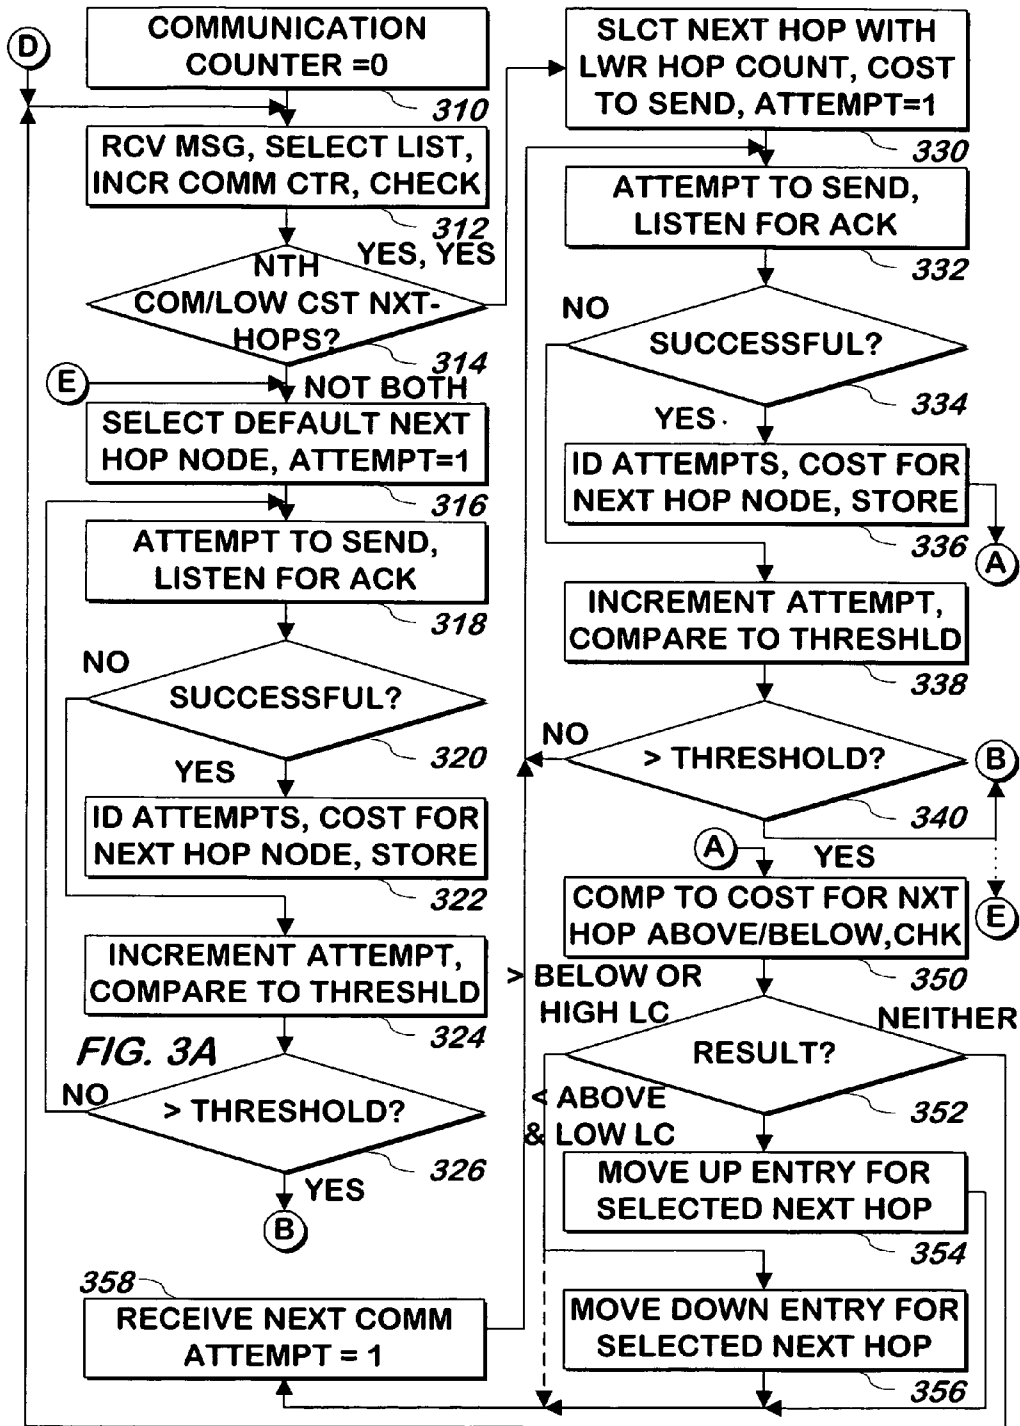 D
COMMUNICATION
COUNTER =0
310
RCV MSG, SELECT LIST,
INCR COMM CTR, CHECK
312
YES, YES
NTH
COM/LOW CST NXT-
HOPS?
314
E
NOT BOTH
SELECT DEFAULT NEXT
HOP NODE, ATTEMPT=1
316
ATTEMPT TO SEND,
LISTEN FOR ACK
318
NO
SUCCESSFUL?
320
YES
ID ATTEMPTS, COST FOR
NEXT HOP NODE, STORE
322
INCREMENT ATTEMPT,
COMPARE TO THRESHLD
324
FIG. 3A
NO
> THRESHOLD?
326
YES
B
358
RECEIVE NEXT COMM
ATTEMPT = 1
SLCT NEXT HOP WITH
LWR HOP COUNT, COST
TO SEND, ATTEMPT=1
330
ATTEMPT TO SEND,
LISTEN FOR ACK
332
NO
SUCCESSFUL?
334
YES
ID ATTEMPTS, COST FOR
NEXT HOP NODE, STORE
336
A
INCREMENT ATTEMPT,
COMPARE TO THRESHLD
338
NO
> THRESHOLD?
B
340
A
YES
E
COMP TO COST FOR NXT
HOP ABOVE/BELOW,CHK
350
> BELOW OR
HIGH LC
NEITHER
RESULT?
352
< ABOVE
& LOW LC
MOVE UP ENTRY FOR
SELECTED NEXT HOP
354
MOVE DOWN ENTRY FOR
SELECTED NEXT HOP
356